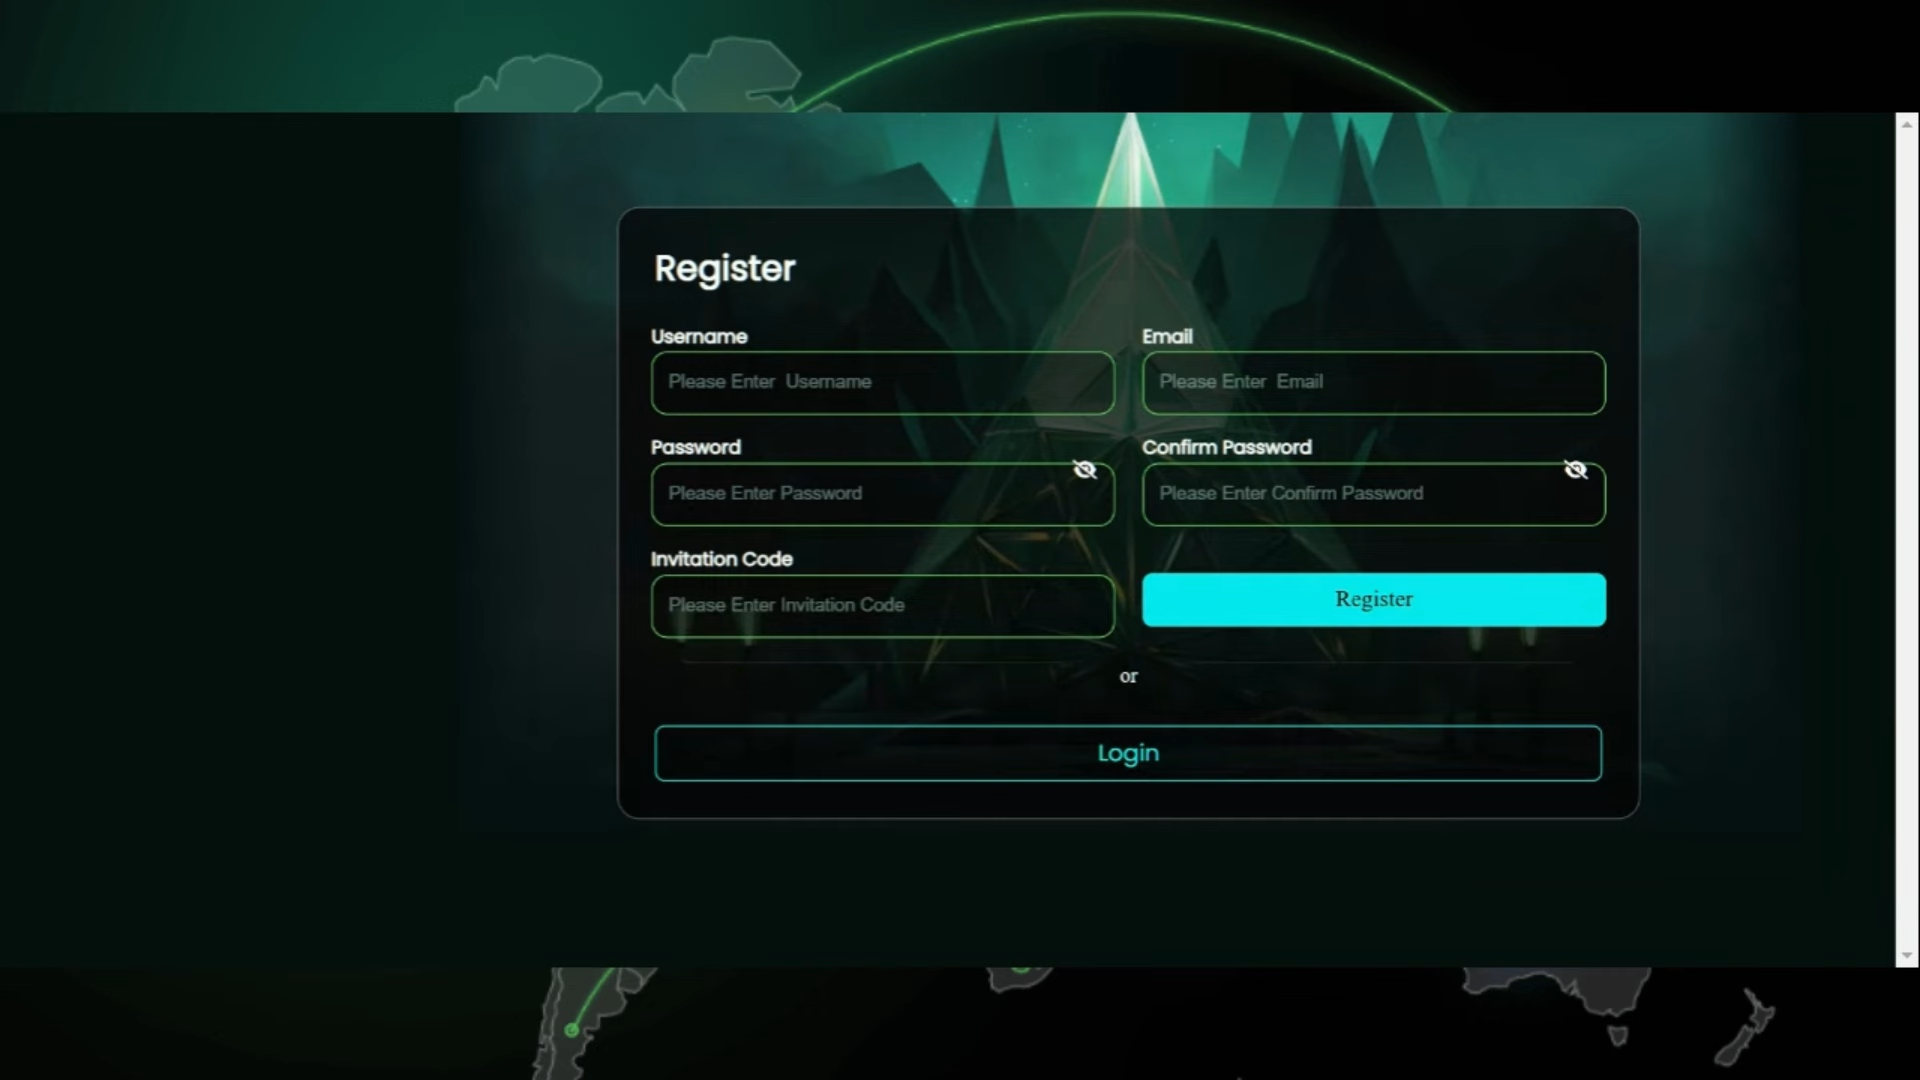 Register
Username
Email
Please Enter  Username
Please Enter  Email
Password
Confirm Password
Please Enter Password
Please Enter Confirm Password
Invitation Code
Please Enter Invitation Code
Register
or
Login